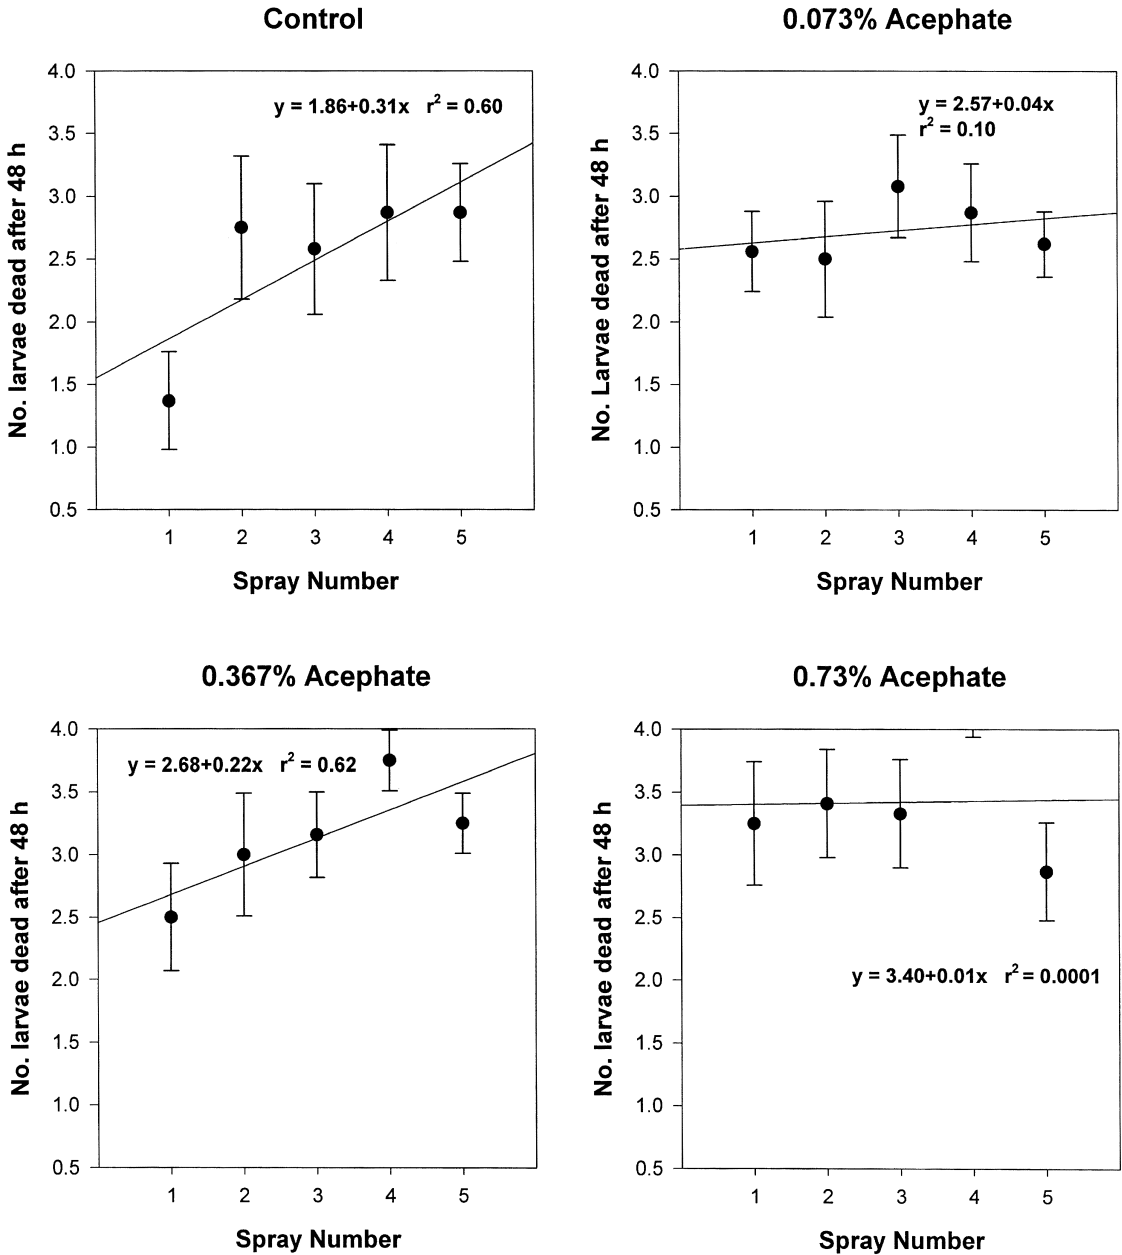 Control
y = 1.86+0.31x r² = 0.60
4.0
3.5
3.0
2.5
2.0
1.5
1.0
0.5
No. larvae dead after 48 h
1 2 3 4 5
Spray Number
0.073% Acephate
y = 2.57+0.04x
r² = 0.10
4.0
3.5
3.0
2.5
2.0
1.5
1.0
0.5
No. Larvae dead after 48 h
1 2 3 4 5
Spray Number
0.367% Acephate
y = 2.68+0.22x r² = 0.62
4.0
3.5
3.0
2.5
2.0
1.5
1.0
0.5
No. larvae dead after 48 h
1 2 3 4 5
Spray Number
0.73% Acephate
4.0
3.5
3.0
2.5
2.0
1.5
1.0
0.5
No. larvae dead after 48 h
y = 3.40+0.01x r² = 0.0001
1 2 3 4 5
Spray Number